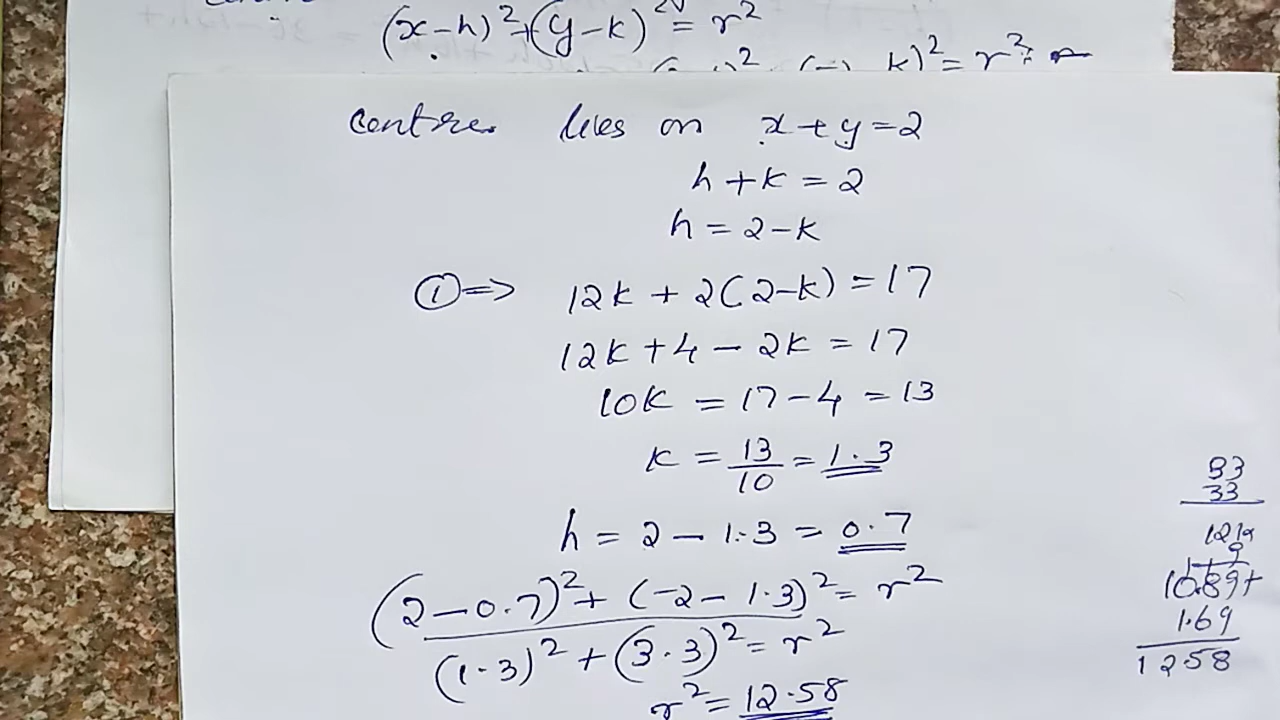 (x-h)²+(y-k)²=r²
k)²=r²
centre lies on x+y=2
h+k=2
h=2-k
①⇒ 12k+2(2-k)=17
12k+4-2k=17
10k=17-4=13
k=13/10=1.3
h=2-1.3=0.7
(2-0.7)²+(-2-1.3)²=r²
(1.3)²+(3.3)²=r²
r²=12.58
33
33
9
10.89+
1.69
12.58